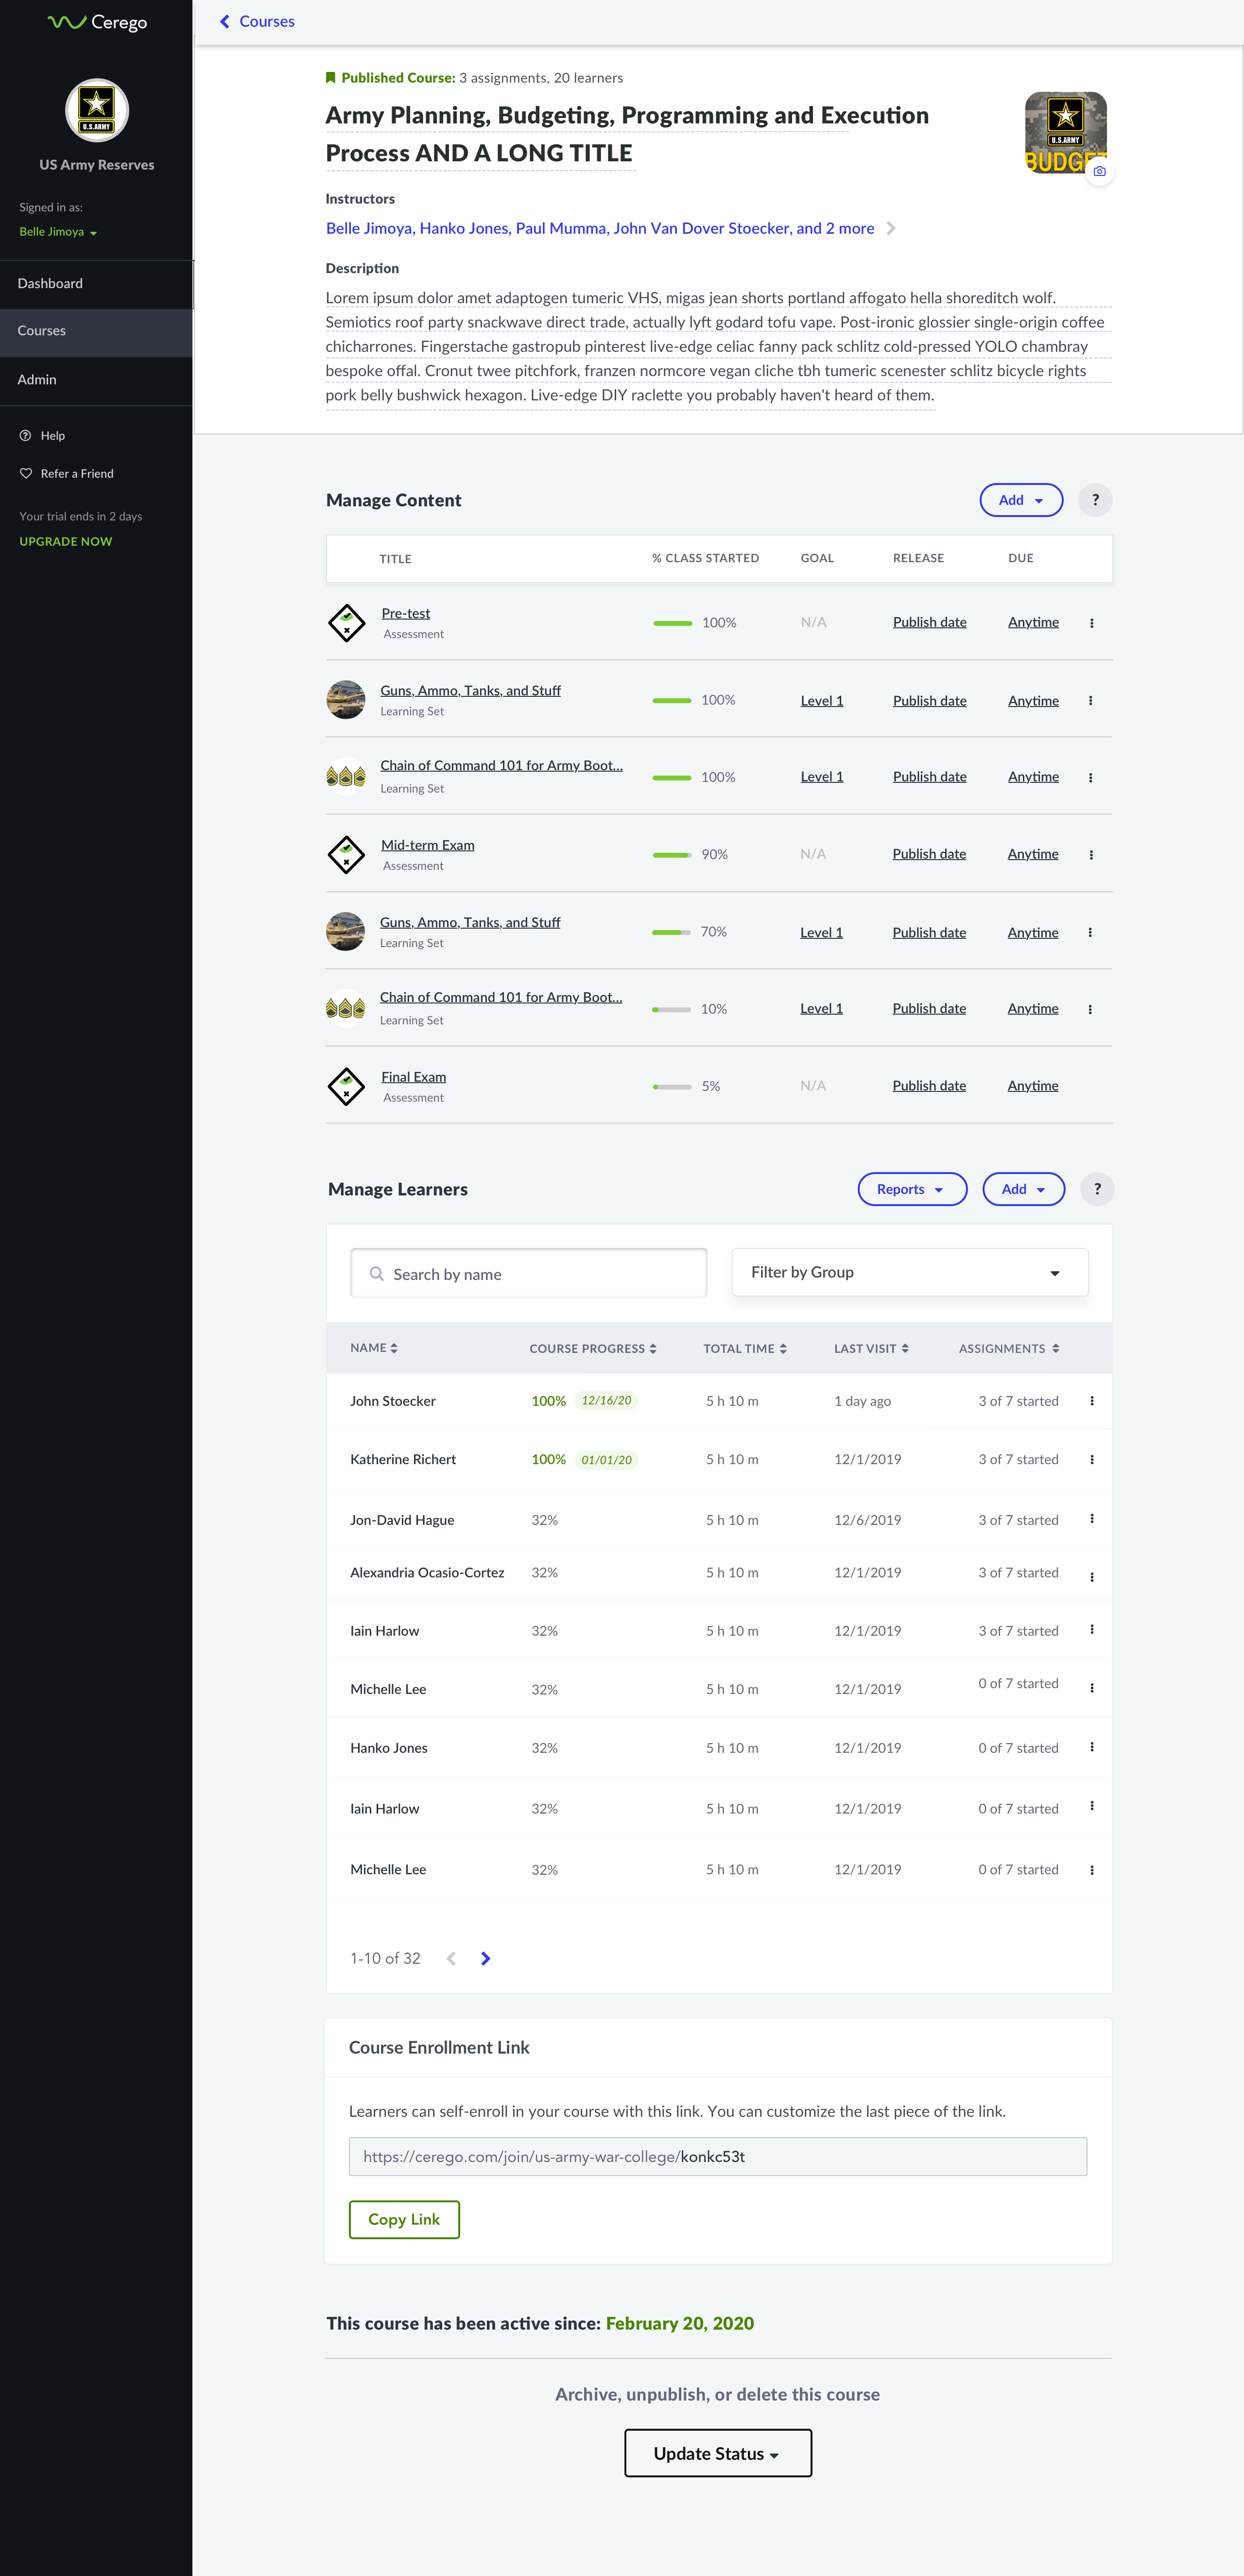 Cerego
U.S.ARMY
US Army Reserves
Signed in as:
Belle Jimoya
Dashboard
Courses
Admin
Help
Refer a Friend
Your trial ends in 2 days
UPGRADE NOW
Courses
Published Course: 3 assignments, 20 learners
Army Planning, Budgeting, Programming and Execution
Process AND A LONG TITLE
U.S.ARMY
BUDGET
Instructors
Belle Jimoya, Hanko Jones, Paul Mumma, John Van Dover Stoecker, and 2 more
Description
Lorem ipsum dolor amet adaptogen tumeric VHS, migas jean shorts portland affogato hella shoreditch wolf.
Semiotics roof party snackwave direct trade, actually lyft godard tofu vape. Post-ironic glossier single-origin coffee
chicharrones. Fingerstache gastropub pinterest live-edge celiac fanny pack schlitz cold-pressed YOLO chambray
bespoke offal. Cronut twee pitchfork, franzen normcore vegan cliche tbh tumeric scenester schlitz bicycle rights
pork belly bushwick hexagon. Live-edge DIY raclette you probably haven't heard of them.
Manage Content
Add
?
TITLE % CLASS STARTED GOAL RELEASE DUE
Pre-test 100% N/A Publish date Anytime
Assessment
Guns, Ammo, Tanks, and Stuff 100% Level 1 Publish date Anytime
Learning Set
Chain of Command 101 for Army Boot... 100% Level 1 Publish date Anytime
Learning Set
Mid-term Exam 90% N/A Publish date Anytime
Assessment
Guns, Ammo, Tanks, and Stuff 70% Level 1 Publish date Anytime
Learning Set
Chain of Command 101 for Army Boot... 10% Level 1 Publish date Anytime
Learning Set
Final Exam 5% N/A Publish date Anytime
Assessment
Manage Learners
Reports
Add
?
Search by name
Filter by Group
NAME COURSE PROGRESS TOTAL TIME LAST VISIT ASSIGNMENTS
John Stoecker 100% 12/16/20 5 h 10 m 1 day ago 3 of 7 started
Katherine Richert 100% 01/01/20 5 h 10 m 12/1/2019 3 of 7 started
Jon-David Hague 32% 5 h 10 m 12/6/2019 3 of 7 started
Alexandria Ocasio-Cortez 32% 5 h 10 m 12/1/2019 3 of 7 started
Iain Harlow 32% 5 h 10 m 12/1/2019 3 of 7 started
Michelle Lee 32% 5 h 10 m 12/1/2019 0 of 7 started
Hanko Jones 32% 5 h 10 m 12/1/2019 0 of 7 started
Iain Harlow 32% 5 h 10 m 12/1/2019 0 of 7 started
Michelle Lee 32% 5 h 10 m 12/1/2019 0 of 7 started
1-10 of 32
Course Enrollment Link
Learners can self-enroll in your course with this link. You can customize the last piece of the link.
https://cerego.com/join/us-army-war-college/konkc53t
Copy Link
This course has been active since: February 20, 2020
Archive, unpublish, or delete this course
Update Status